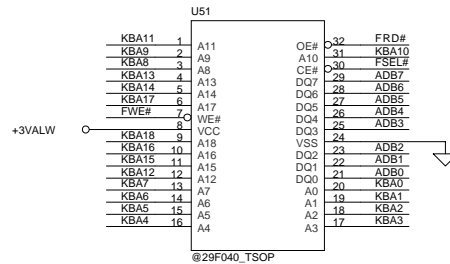 U51
KBA11 1 A11 OE# 32 FRD#
KBA9 2 A9 A10 31 KBA10
KBA8 3 A8 CE# 30 FSEL#
KBA13 4 A13 DQ7 29 ADB7
KBA14 5 A14 DQ6 28 ADB6
KBA17 6 A17 DQ5 27 ADB5
FWE# 7 WE# DQ4 26 ADB4
+3VALW 8 VCC DQ3 25 ADB3
KBA18 9 A18 VSS 24
KBA16 10 A16 DQ2 23 ADB2
KBA15 11 A15 DQ1 22 ADB1
KBA12 12 A12 DQ0 21 ADB0
KBA7 13 A7 A0 20 KBA0
KBA6 14 A6 A1 19 KBA1
KBA5 15 A5 A2 18 KBA2
KBA4 16 A4 A3 17 KBA3
@29F040_TSOP